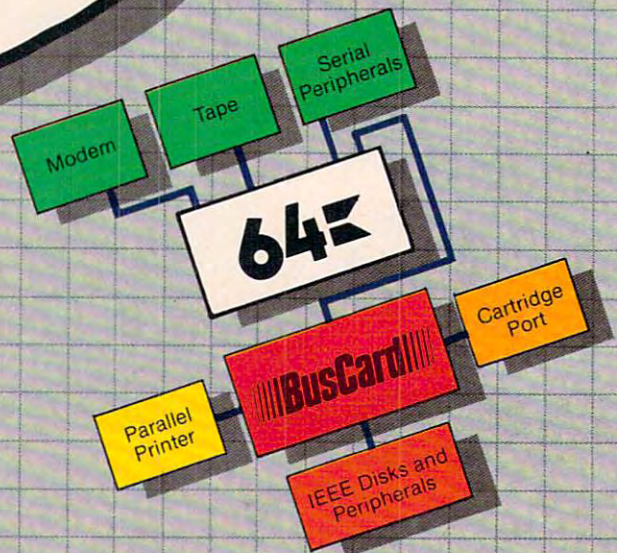 Serial
Peripherals
Tape
Modem
64
BusCard
Cartridge
Port
Parallel
Printer
IEEE Disks and
Peripherals